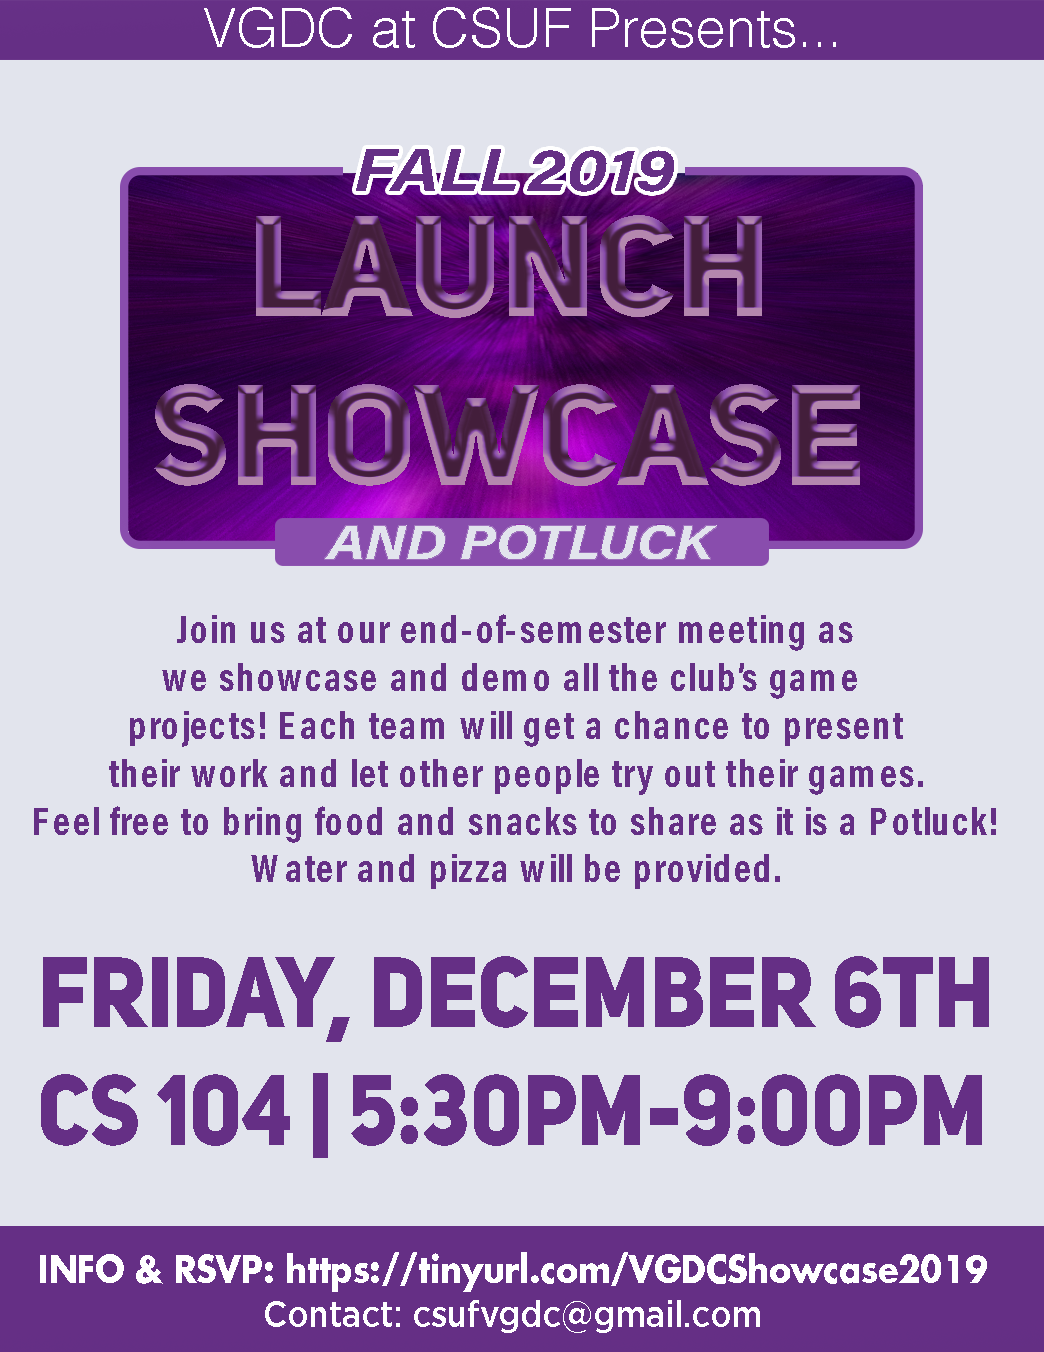 VGDC at CSUF Presents...
FALL 2019
LAUNCH
SHOWCASE
AND POTLUCK
Join us at our end-of-semester meeting as
we showcase and demo all the club’s game
projects! Each team will get a chance to present
their work and let other people try out their games.
Feel free to bring food and snacks to share as it is a Potluck!
Water and pizza will be provided.
FRIDAY, DECEMBER 6TH
CS 104 | 5:30PM-9:00PM
INFO & RSVP: https://tinyurl.com/VGDCShowcase2019
Contact: csufvgdc@gmail.com